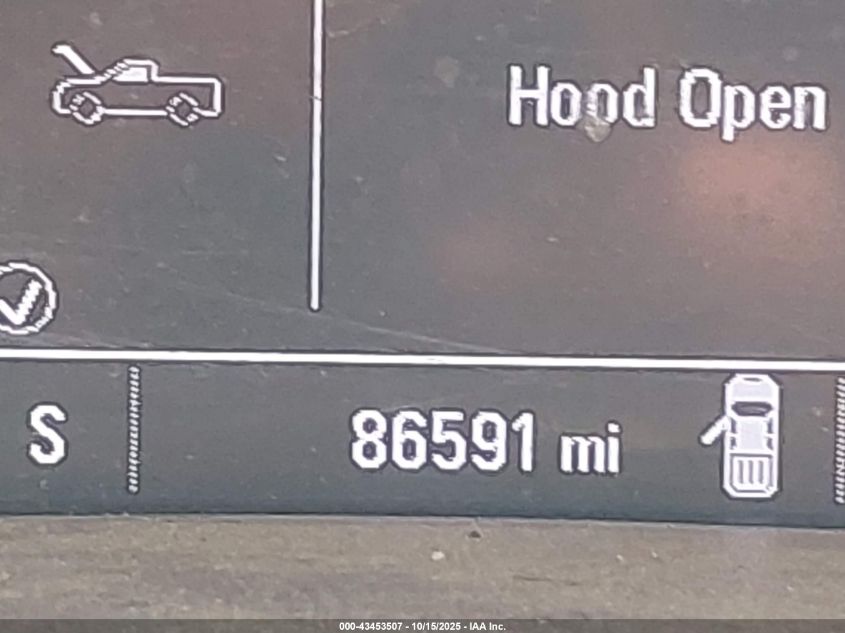 Hood Open
S
86591 mi
000-43453507 - 10/15/2025 - IAA Inc.